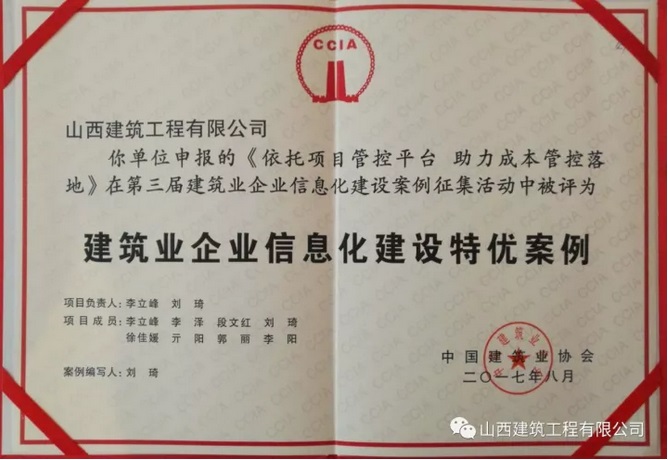 CCIA
山西建筑工程有限公司
你单位申报的《依托项目管控平台 助力成本管控落
地》在第三届建筑业企业信息化建设案例征集活动中被评为
建筑业企业信息化建设特优案例
项目负责人:李立峰 刘 琦
项目成员:李立峰 李 泽 段文红 刘 琦
徐佳媛 亓 阳 郭 丽 李 阳
案例编写人:刘 琦
中国建筑业协会
二〇一七年八月
山西建筑工程有限公司